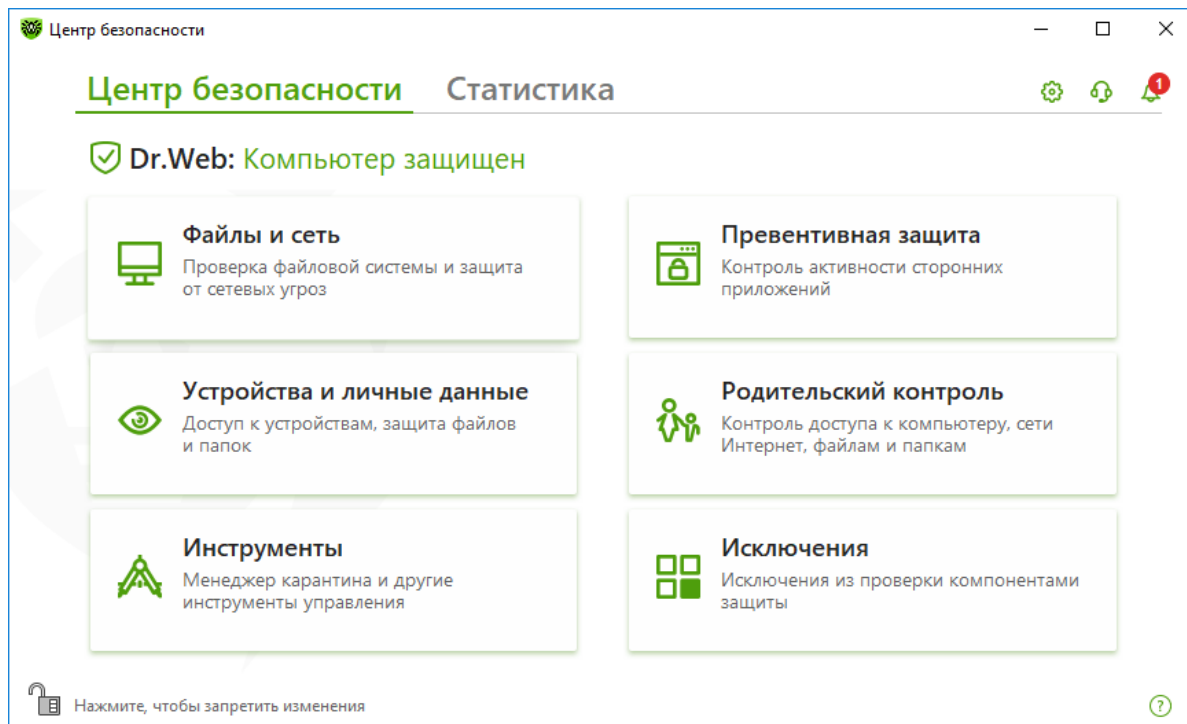 Центр безопасности
Центр безопасности Статистика
1
Dr.Web: Компьютер защищен
Файлы и сеть
Проверка файловой системы и защита
от сетевых угроз
Превентивная защита
Контроль активности сторонних
приложений
Устройства и личные данные
Доступ к устройствам, защита файлов
и папок
Родительский контроль
Контроль доступа к компьютеру, сети
Интернет, файлам и папкам
Инструменты
Менеджер карантина и другие
инструменты управления
Исключения
Исключения из проверки компонентами
защиты
Нажмите, чтобы запретить изменения
?